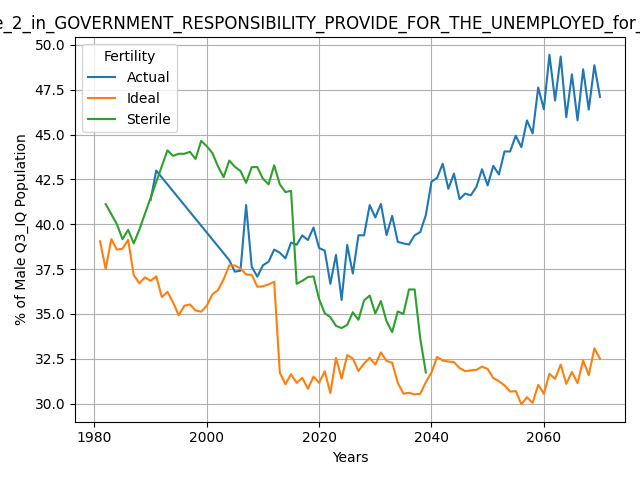 e_2_in_GOVERNMENT_RESPONSIBILITY_PROVIDE_FOR_THE_UNEMPLOYED_for_
50.0
47.5
45.0
42.5
40.0
37.5
35.0
32.5
30.0
% of Male Q3_IQ Population
Fertility
Actual
Ideal
Sterile
1980
2000
2020
2040
2060
Years